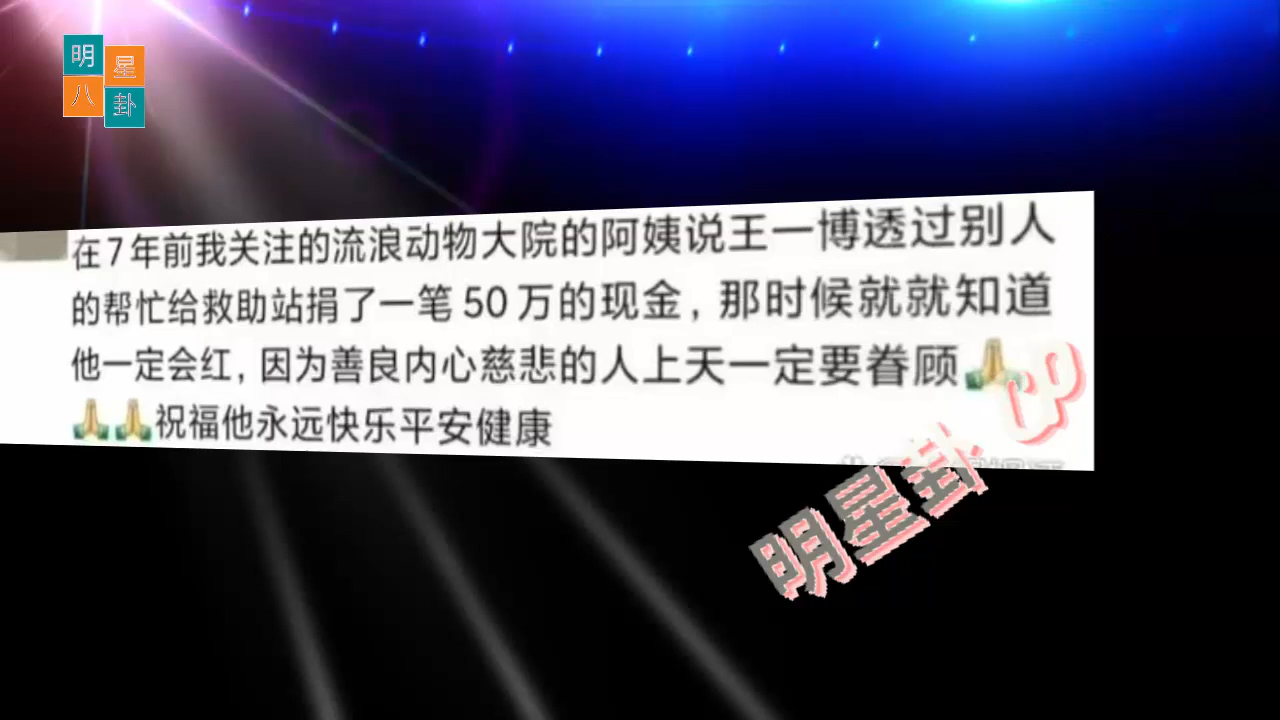 明星
八卦
在7年前我关注的流浪动物大院的阿姨说王一博透过别人
的帮忙给救助站捐了一笔50万的现金，那时候就就知道
他一定会红，因为善良内心慈悲的人上天一定要眷顾🙏
🙏🙏祝福他永远快乐平安健康
明星卦